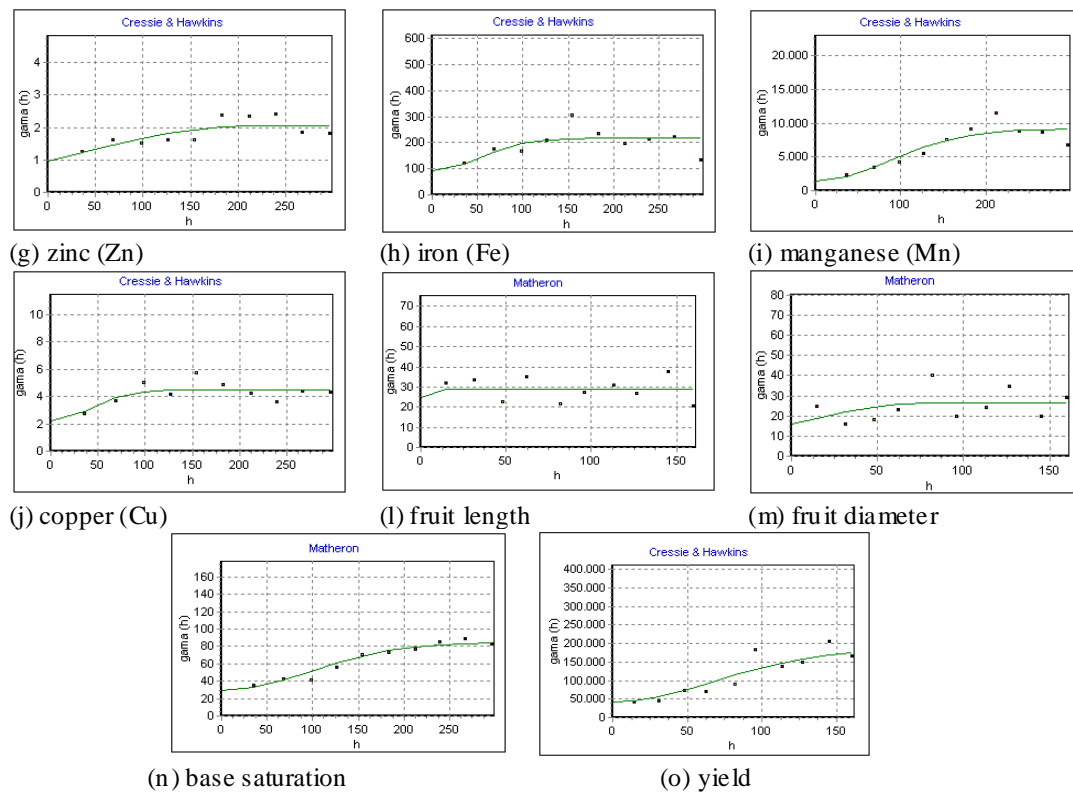 Cressie & Hawkins
gama (h)
4
3
2
1
0
0 50 100 150 200 250
h
(g) zinc (Zn)
Cressie & Hawkins
gama (h)
600
500
400
300
200
100
0
0 50 100 150 200 250
h
(h) iron (Fe)
Cressie & Hawkins
gama (h)
20.000
15.000
10.000
5.000
0
0 100 200
h
(i) manganese (Mn)
Cressie & Hawkins
gama (h)
10
8
6
4
2
0
0 50 100 150 200 250
h
(j) copper (Cu)
Matheron
gama (h)
70
60
50
40
30
20
10
0
0 50 100 150
h
(l) fruit length
Matheron
gama (h)
80
70
60
50
40
30
20
10
0
0 50 100 150
h
(m) fruit diameter
Matheron
gama (h)
160
140
120
100
80
60
40
20
0
0 50 100 150 200 250
h
(n) base saturation
Cressie & Hawkins
gama (h)
400.000
350.000
300.000
250.000
200.000
150.000
100.000
50.000
0
0 50 100 150
h
(o) yield